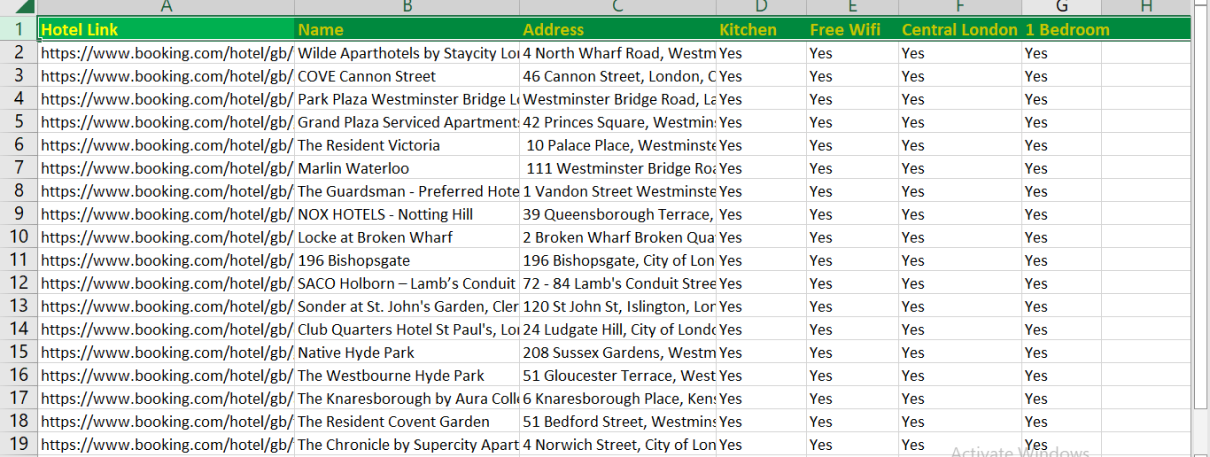 A B C D E F G H
1 Hotel Link Name Address Kitchen Free Wifi Central London 1 Bedroom
2 https://www.booking.com/hotel/gb/ Wilde Aparthotels by Staycity Lo 4 North Wharf Road, Westm Yes Yes Yes Yes
3 https://www.booking.com/hotel/gb/ COVE Cannon Street 46 Cannon Street, London, C Yes Yes Yes Yes
4 https://www.booking.com/hotel/gb/ Park Plaza Westminster Bridge L Westminster Bridge Road, La Yes Yes Yes Yes
5 https://www.booking.com/hotel/gb/ Grand Plaza Serviced Apartment 42 Princes Square, Westmin Yes Yes Yes Yes
6 https://www.booking.com/hotel/gb/ The Resident Victoria 10 Palace Place, Westminste Yes Yes Yes Yes
7 https://www.booking.com/hotel/gb/ Marlin Waterloo 111 Westminster Bridge Roa Yes Yes Yes Yes
8 https://www.booking.com/hotel/gb/ The Guardsman - Preferred Hote 1 Vandon Street Westminste Yes Yes Yes Yes
9 https://www.booking.com/hotel/gb/ NOX HOTELS - Notting Hill 39 Queensborough Terrace, Yes Yes Yes Yes
10 https://www.booking.com/hotel/gb/ Locke at Broken Wharf 2 Broken Wharf Broken Qua Yes Yes Yes Yes
11 https://www.booking.com/hotel/gb/ 196 Bishopsgate 196 Bishopsgate, City of Lon Yes Yes Yes Yes
12 https://www.booking.com/hotel/gb/ SACO Holborn – Lamb’s Conduit 72 - 84 Lamb's Conduit Stree Yes Yes Yes Yes
13 https://www.booking.com/hotel/gb/ Sonder at St. John's Garden, Cler 120 St John St, Islington, Lon Yes Yes Yes Yes
14 https://www.booking.com/hotel/gb/ Club Quarters Hotel St Paul's, Lo 24 Ludgate Hill, City of Londo Yes Yes Yes Yes
15 https://www.booking.com/hotel/gb/ Native Hyde Park 208 Sussex Gardens, Westm Yes Yes Yes Yes
16 https://www.booking.com/hotel/gb/ The Westbourne Hyde Park 51 Gloucester Terrace, West Yes Yes Yes Yes
17 https://www.booking.com/hotel/gb/ The Knaresborough by Aura Colle 6 Knaresborough Place, Kens Yes Yes Yes Yes
18 https://www.booking.com/hotel/gb/ The Resident Covent Garden 51 Bedford Street, Westmins Yes Yes Yes Yes
19 https://www.booking.com/hotel/gb/ The Chronicle by Supercity Apart 4 Norwich Street, City of Lon Yes Yes Yes Yes
Activate Windows